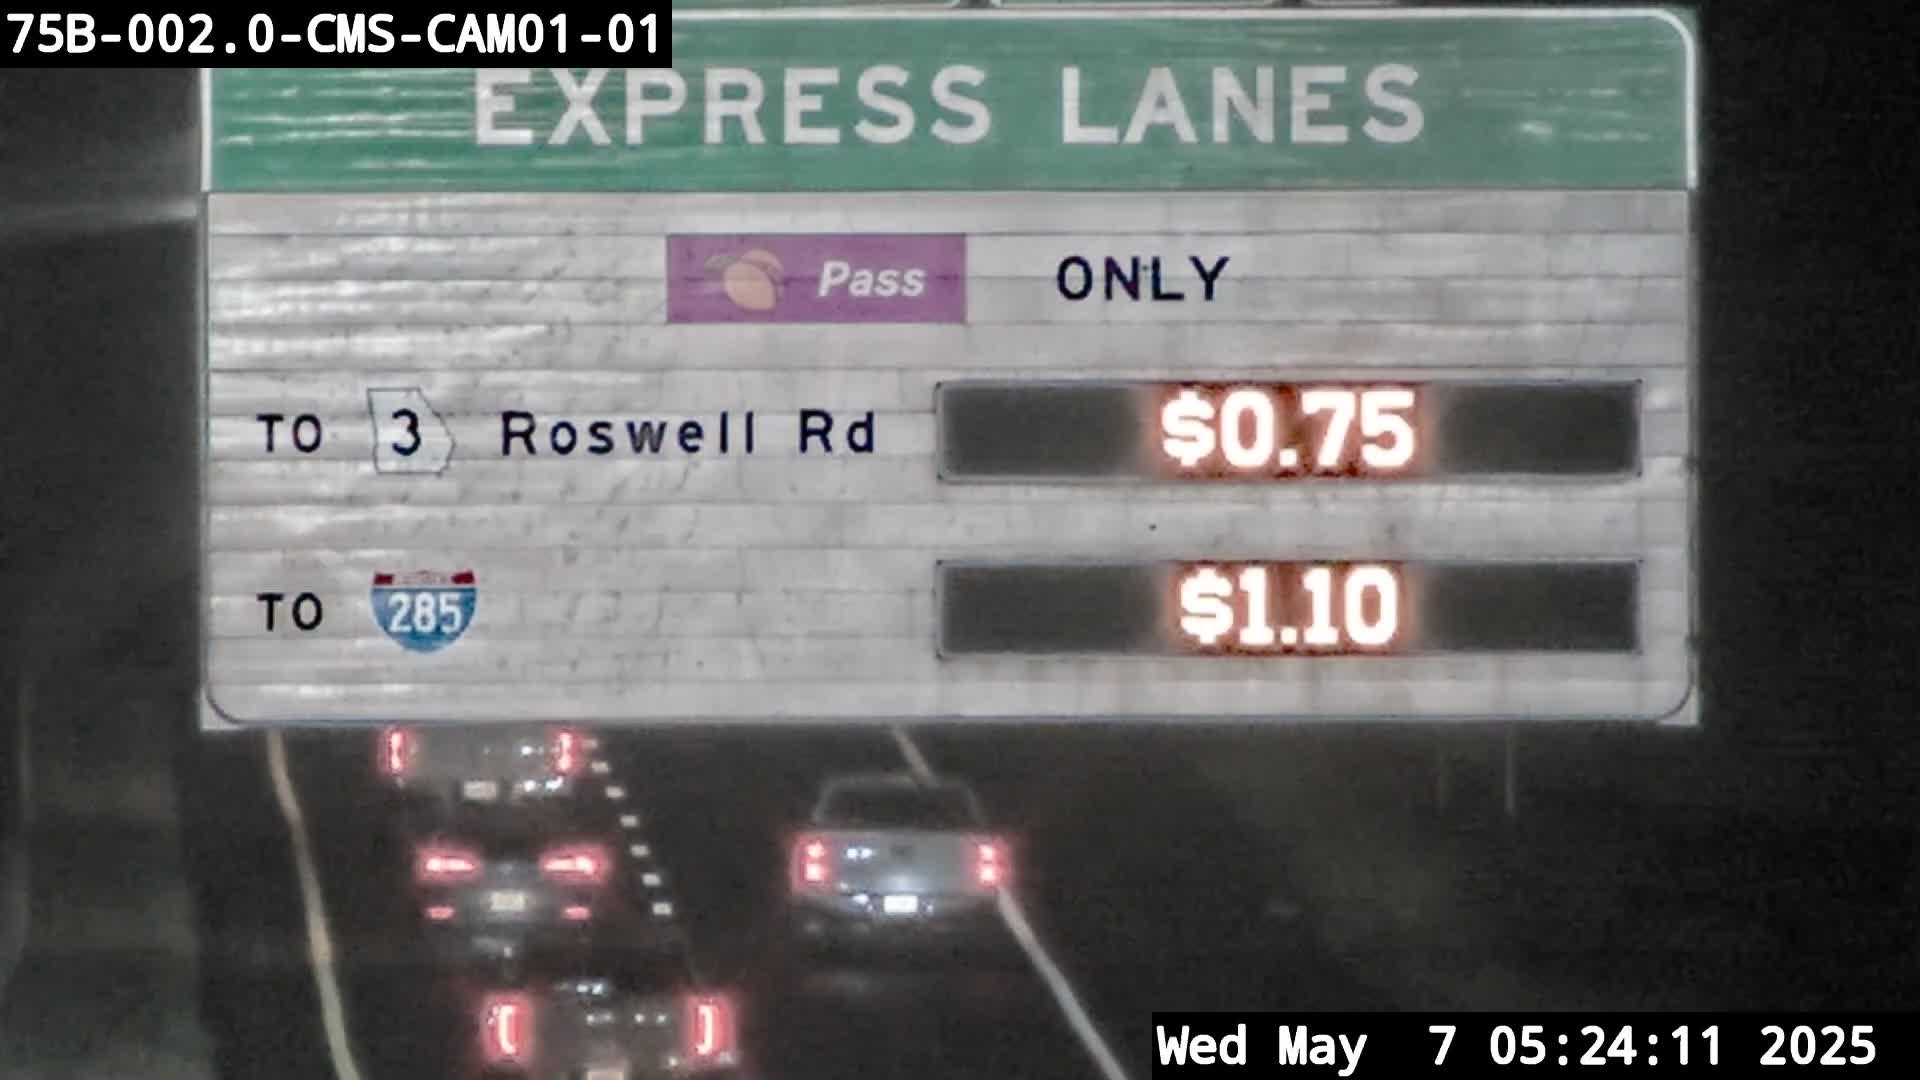 75B-002.0-CMS-CAM01-01
EXPRESS LANES
Pass ONLY
TO 3 Roswell Rd $0.75
TO 285 $1.10
Wed May 7 05:24:11 2025